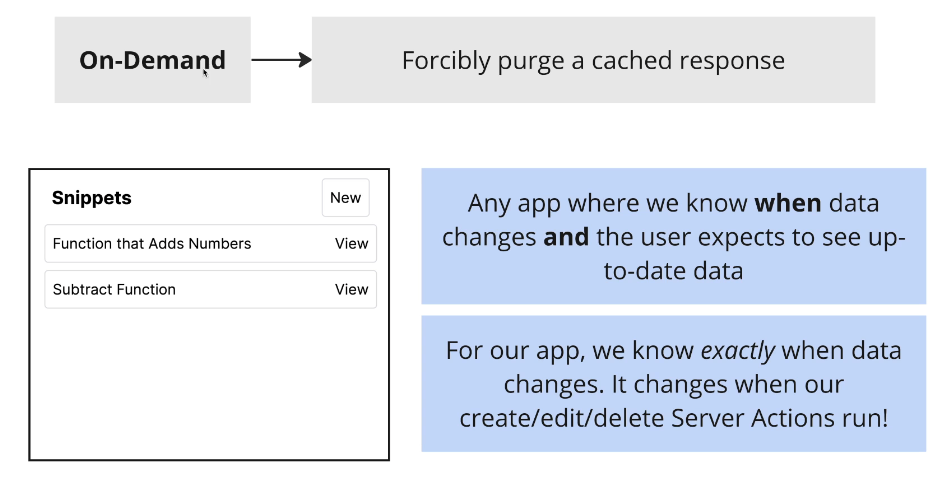 On-Demand
Forcibly purge a cached response
Snippets
New
Function that Adds Numbers
View
Subtract Function
View
Any app where we know when data
changes and the user expects to see up-
to-date data
For our app, we know exactly when data
changes. It changes when our
create/edit/delete Server Actions run!